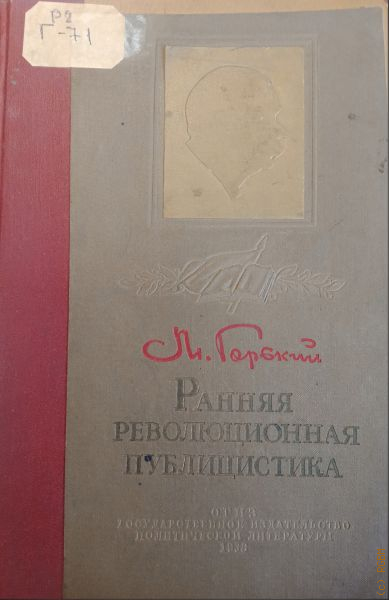 Р2
Г-71
М. Горький
РАННЯЯ
РЕВОЛЮЦИОННАЯ
ПУБЛИЦИСТИКА
ОГИЗ
ГОСУДАРСТВЕННОЕ ИЗДАТЕЛЬСТВО
ПОЛИТИЧЕСКОЙ ЛИТЕРАТУРЫ
1938